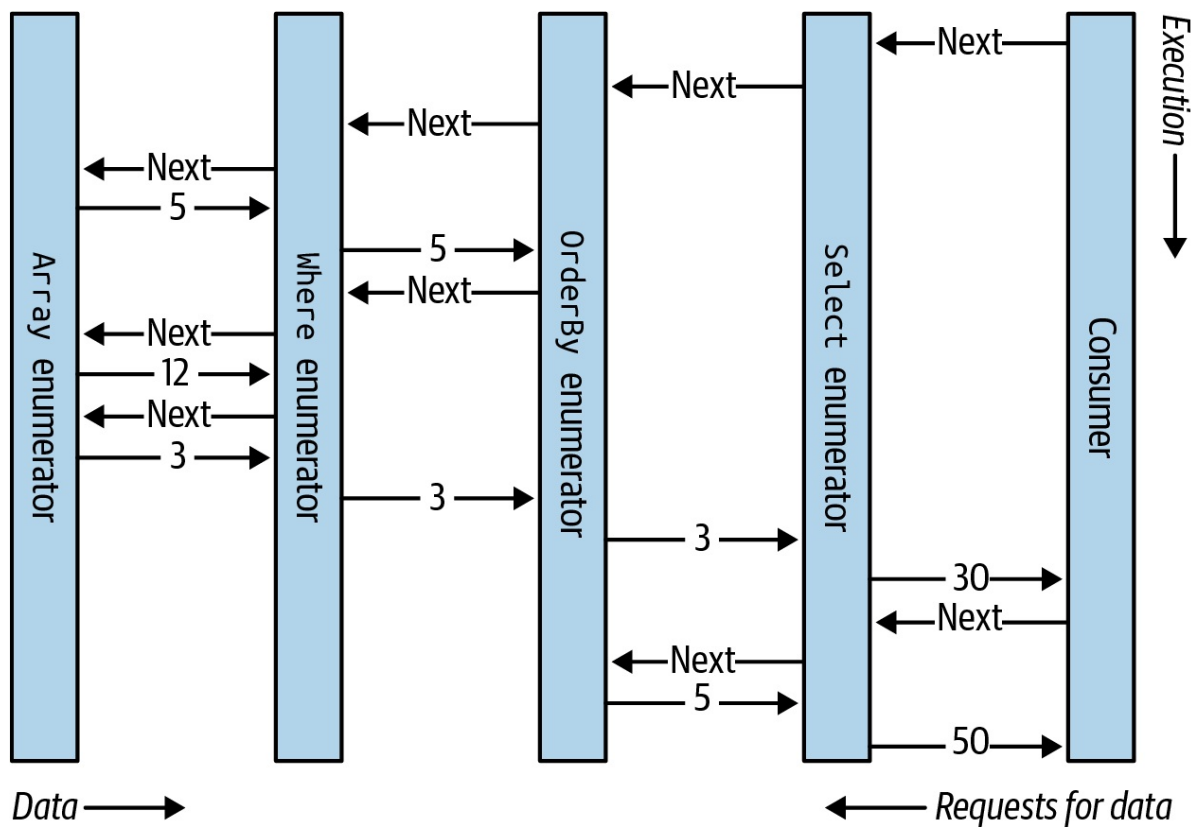 Next
Execution
Next
Next
Next
5
5
Next
Next
12
Next
3
3
3
30
Next
Next
5
50
Array enumerator
Where enumerator
OrderBy enumerator
Select enumerator
Consumer
Data
Requests for data